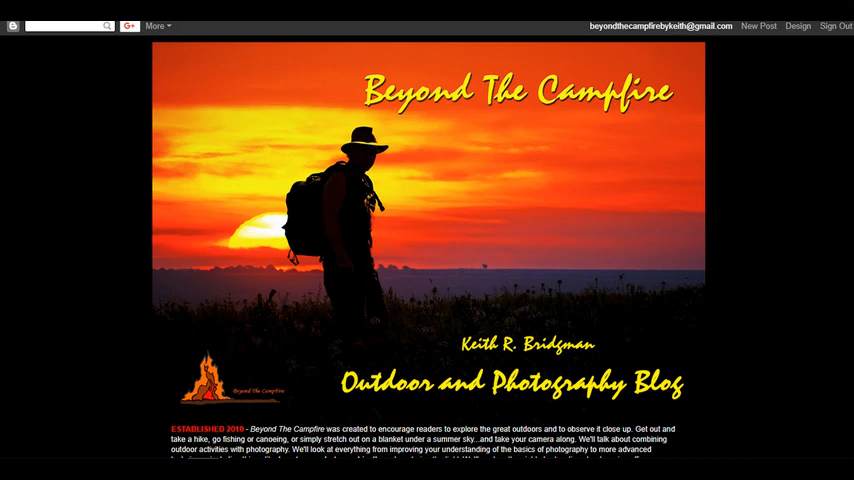 More
beyondthecampfirebykeith@gmail.com New Post Design Sign Out
Beyond The Campfire
Keith R. Bridgman
Beyond The Campfire
Outdoor and Photography Blog
ESTABLISHED 2010 - Beyond The Campfire was created to encourage readers to explore the great outdoors and to observe it close up. Get out and
take a hike, go fishing or canoeing, or simply stretch out on a blanket under a summer sky...and take your camera along. We'll talk about combining
outdoor activities with photography. We'll look at everything from improving your understanding of the basics of photography to more advanced